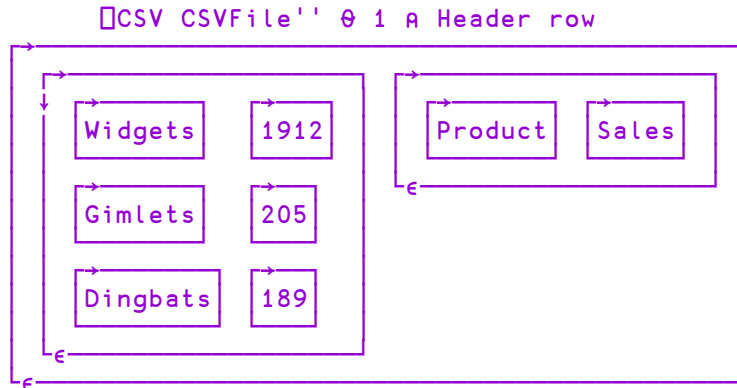 ⎕CSV CSVFile'' ⍬ 1 ⍝ Header row
Widgets 1912 Product Sales
Gimlets 205
Dingbats 189